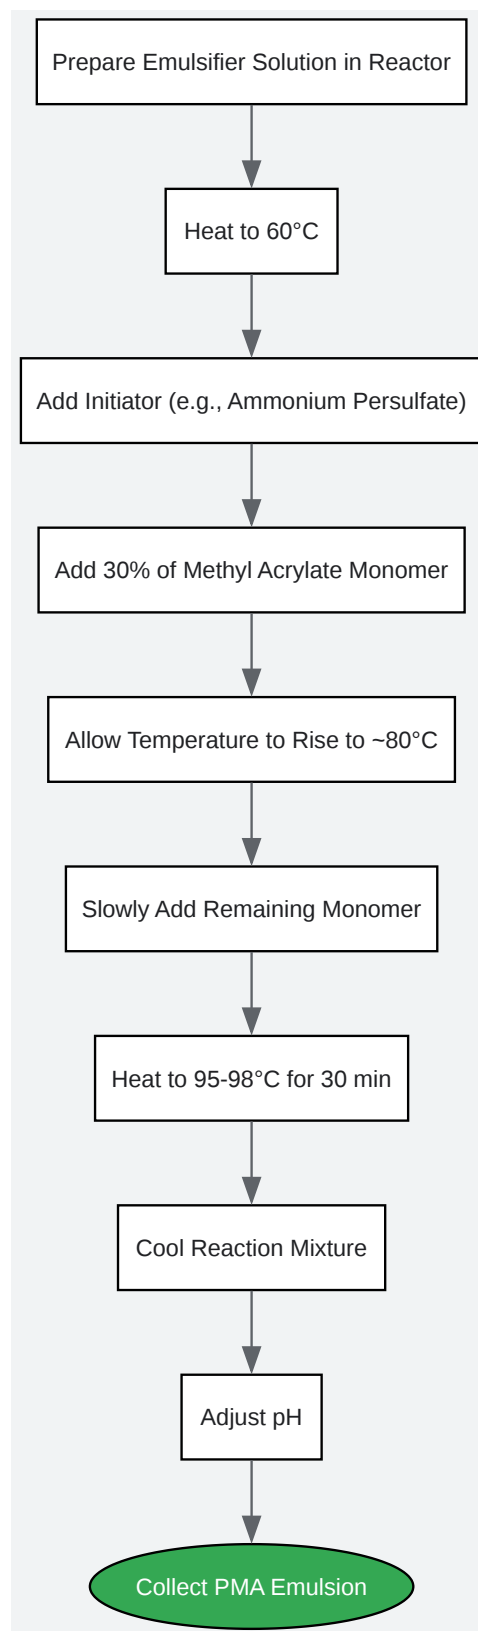 Prepare Emulsifier Solution in Reactor
Heat to 60°C
Add Initiator (e.g., Ammonium Persulfate)
Add 30% of Methyl Acrylate Monomer
Allow Temperature to Rise to ~80°C
Slowly Add Remaining Monomer
Heat to 95-98°C for 30 min
Cool Reaction Mixture
Adjust pH
Collect PMA Emulsion